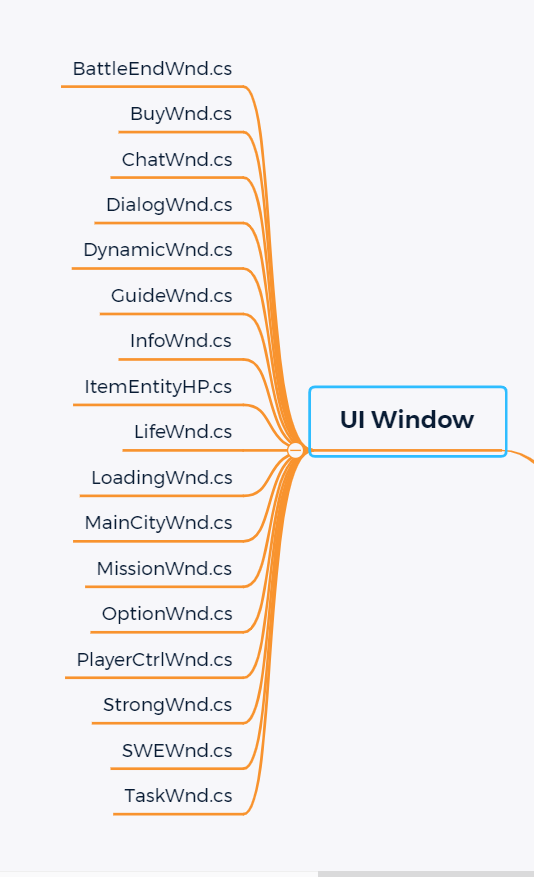 BattleEndWnd.cs
BuyWnd.cs
ChatWnd.cs
DialogWnd.cs
DynamicWnd.cs
GuideWnd.cs
InfoWnd.cs
ItemEntityHP.cs
LifeWnd.cs
LoadingWnd.cs
MainCityWnd.cs
MissionWnd.cs
OptionWnd.cs
PlayerCtrlWnd.cs
StrongWnd.cs
SWEWnd.cs
TaskWnd.cs
UI Window